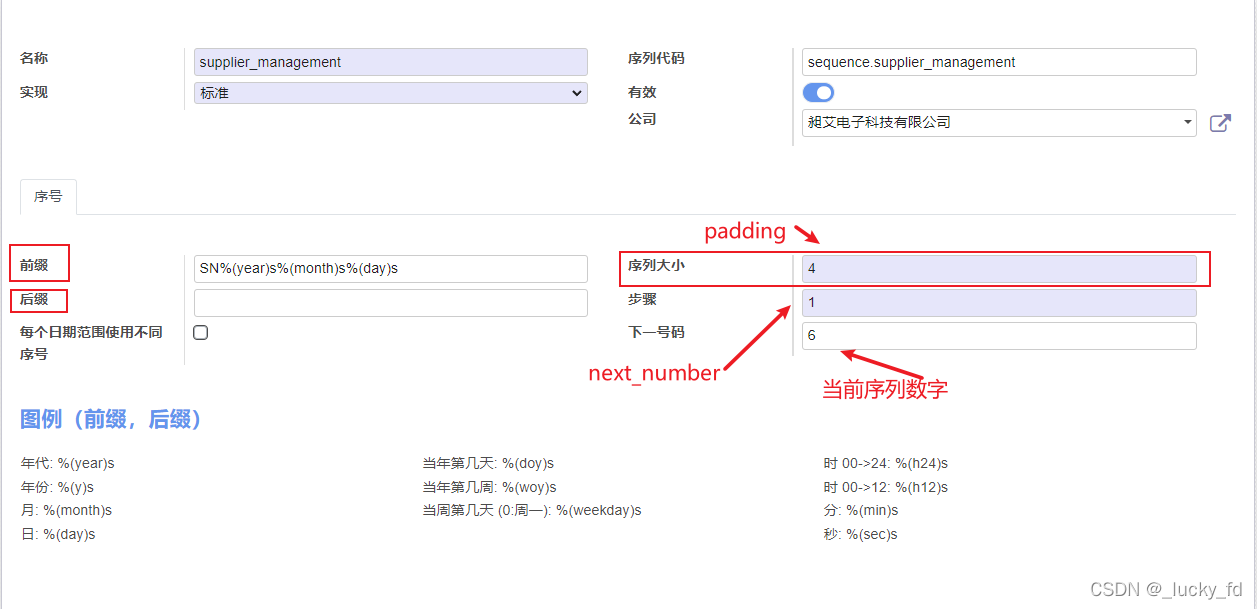 名称
supplier_management
序列代码
sequence.supplier_management
实现
标准
有效
公司
昶艾电子科技有限公司
序号
padding
前缀
SN%(year)s%(month)s%(day)s
序列大小
4
后缀
步骤
1
每个日期范围使用不同
序号
下一号码
6
next_number
当前序列数字
图例（前缀，后缀）
年代: %(year)s
当年第几天: %(doy)s
时 00->24: %(h24)s
年份: %(y)s
当年第几周: %(woy)s
时 00->12: %(h12)s
月: %(month)s
当周第几天 (0:周一): %(weekday)s
分: %(min)s
日: %(day)s
秒: %(sec)s
CSDN @_lucky_fd